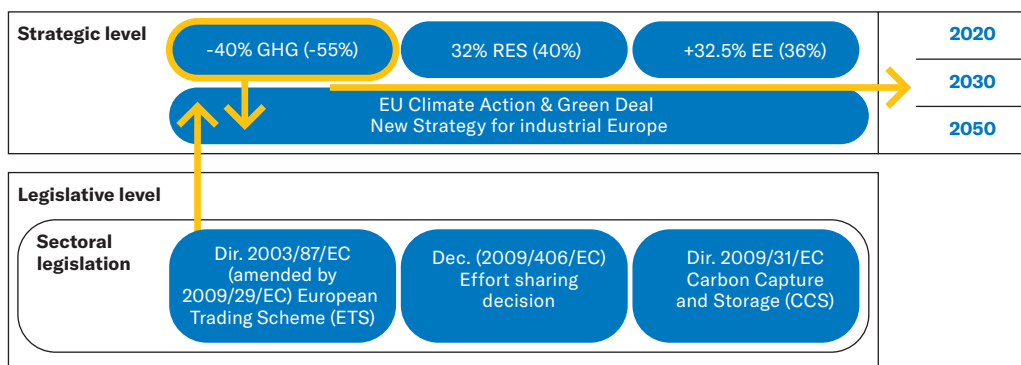 Strategic level
-40% GHG (-55%)
32% RES (40%)
+32.5% EE (36%)
2020
2030
2050
EU Climate Action & Green Deal
New Strategy for industrial Europe
Legislative level
Sectoral
legislation
Dir. 2003/87/EC
(amended by
2009/29/EC) European
Trading Scheme (ETS)
Dec. (2009/406/EC)
Effort sharing
decision
Dir. 2009/31/EC
Carbon Capture
and Storage (CCS)